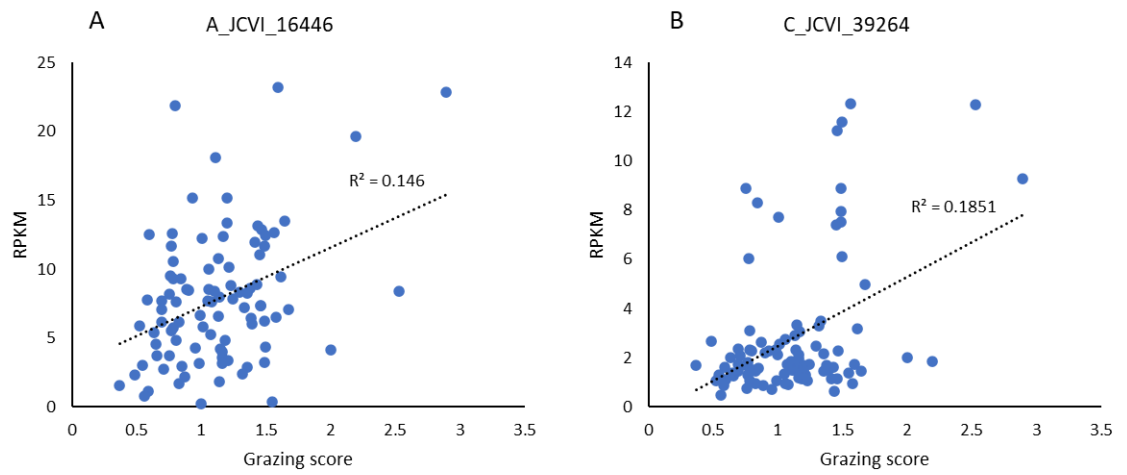 A
A_JCVI_16446
25
20
15
10
5
0
RPKM
R² = 0.146
0 0.5 1 1.5 2 2.5 3 3.5
Grazing score
B
C_JCVI_39264
14
12
10
8
6
4
2
0
RPKM
R² = 0.1851
0 0.5 1 1.5 2 2.5 3 3.5
Grazing score